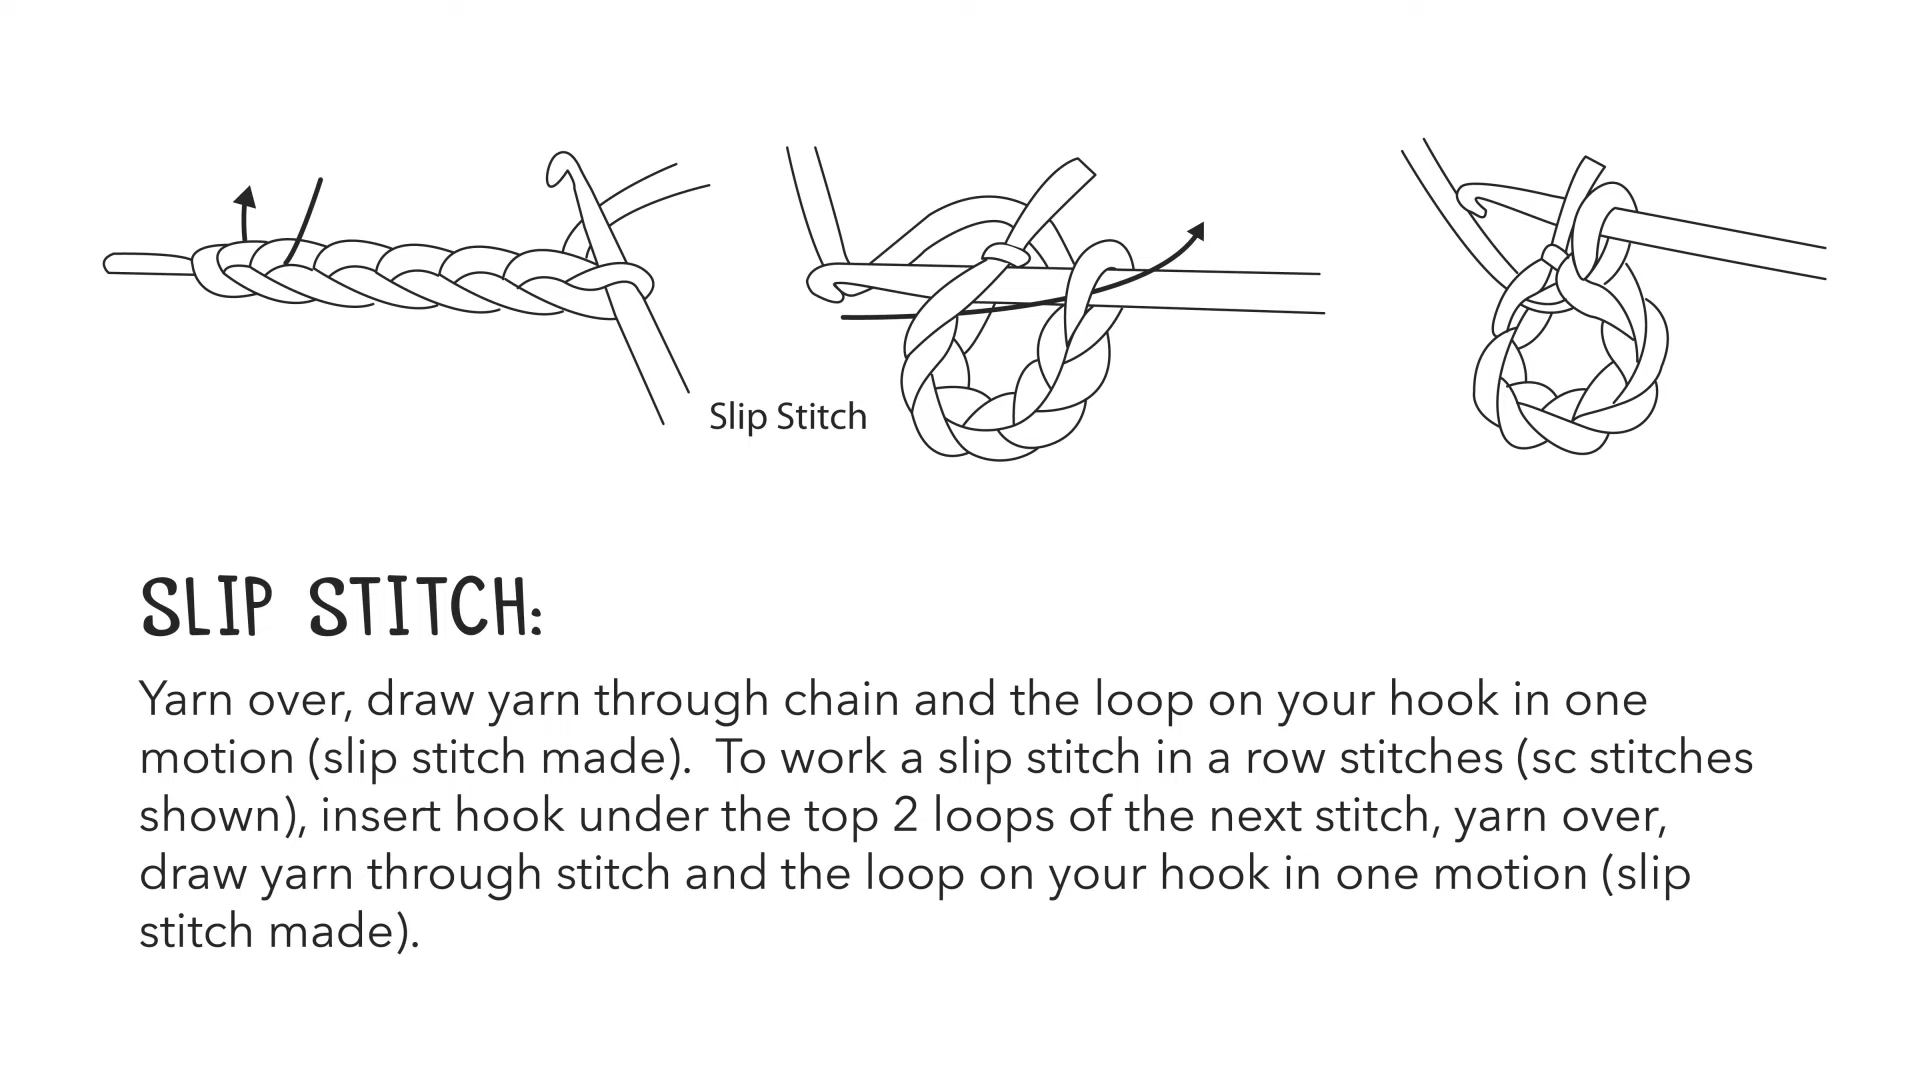 Slip Stitch
SLIP STITCH:
Yarn over, draw yarn through chain and the loop on your hook in one
motion (slip stitch made).  To work a slip stitch in a row stitches (sc stitches
shown), insert hook under the top 2 loops of the next stitch, yarn over,
draw yarn through stitch and the loop on your hook in one motion (slip
stitch made).